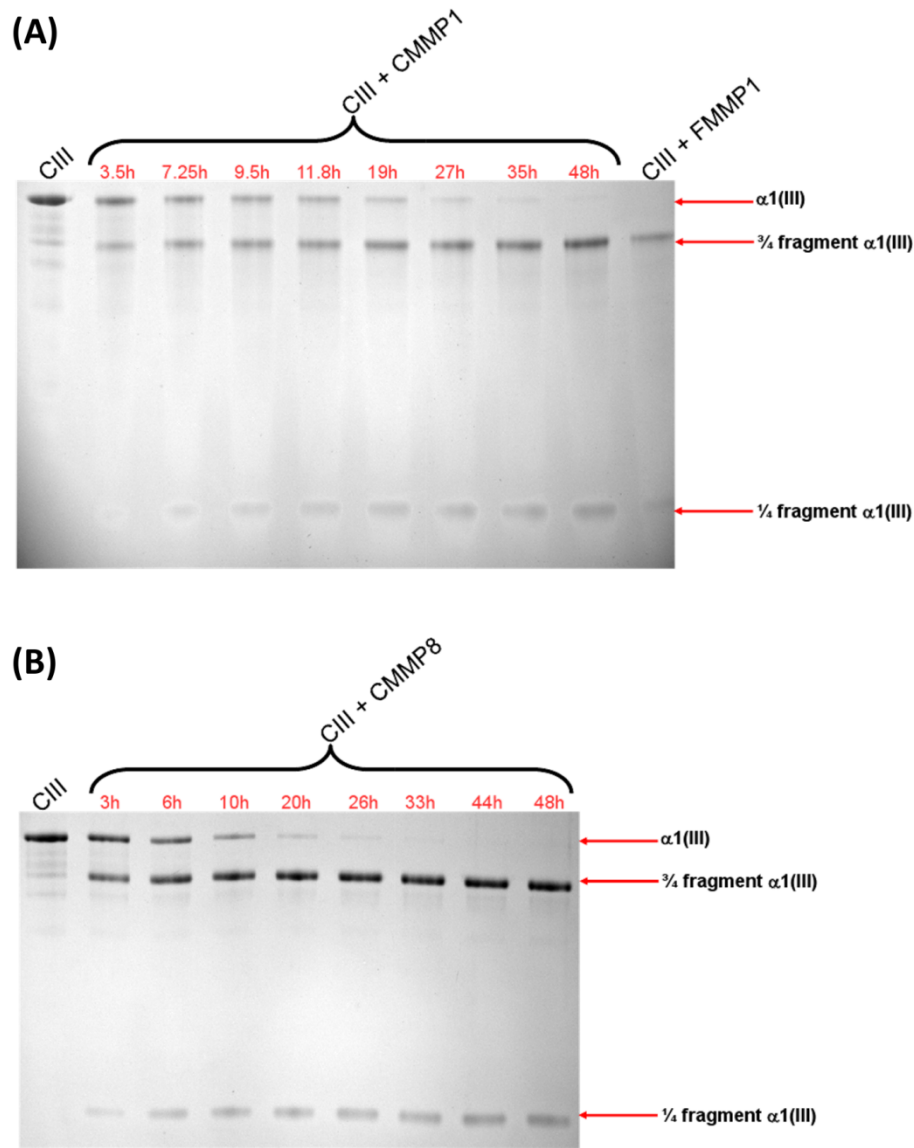 (A)
CIII + CMMP1
CIII
CIII + FMMP1
3.5h 7.25h 9.5h 11.8h 19h 27h 35h 48h
α1(III)
¾ fragment α1(III)
¼ fragment α1(III)
(B)
CIII + CMMP8
CIII
3h 6h 10h 20h 26h 33h 44h 48h
α1(III)
¾ fragment α1(III)
¼ fragment α1(III)